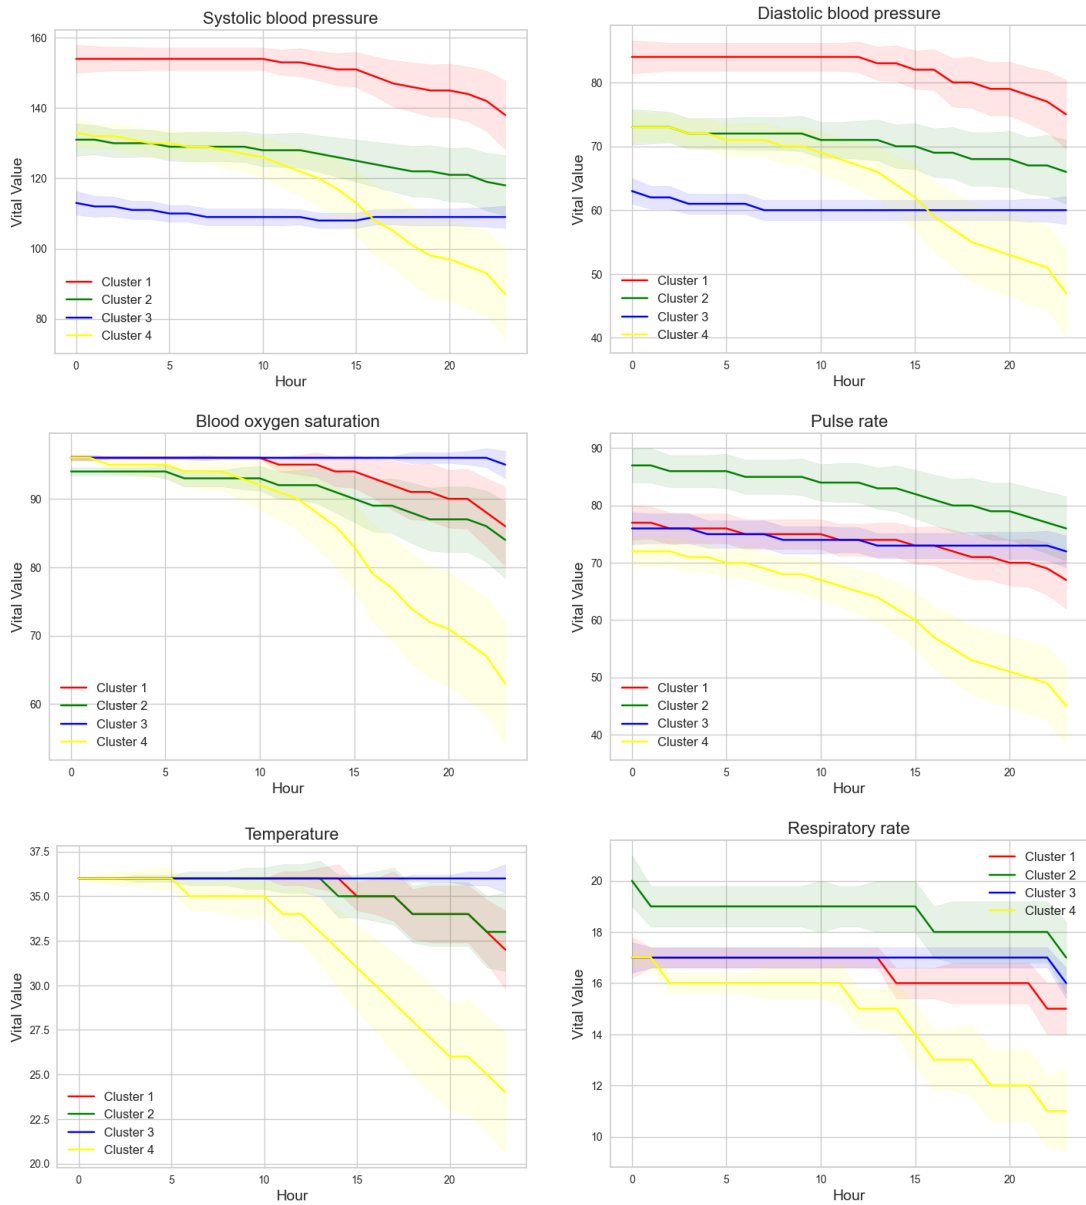 Systolic blood pressure
160
140
120
100
80
Vital Value
Cluster 1
Cluster 2
Cluster 3
Cluster 4
0 5 10 15 20
Hour
Diastolic blood pressure
80
70
60
50
40
Vital Value
Cluster 1
Cluster 2
Cluster 3
Cluster 4
0 5 10 15 20
Hour
Blood oxygen saturation
90
80
70
60
Vital Value
Cluster 1
Cluster 2
Cluster 3
Cluster 4
0 5 10 15 20
Hour
Pulse rate
90
80
70
60
50
40
Vital Value
Cluster 1
Cluster 2
Cluster 3
Cluster 4
0 5 10 15 20
Hour
Temperature
37.5
35.0
32.5
30.0
27.5
25.0
22.5
20.0
Vital Value
Cluster 1
Cluster 2
Cluster 3
Cluster 4
0 5 10 15 20
Hour
Respiratory rate
20
18
16
14
12
10
Vital Value
Cluster 1
Cluster 2
Cluster 3
Cluster 4
0 5 10 15 20
Hour